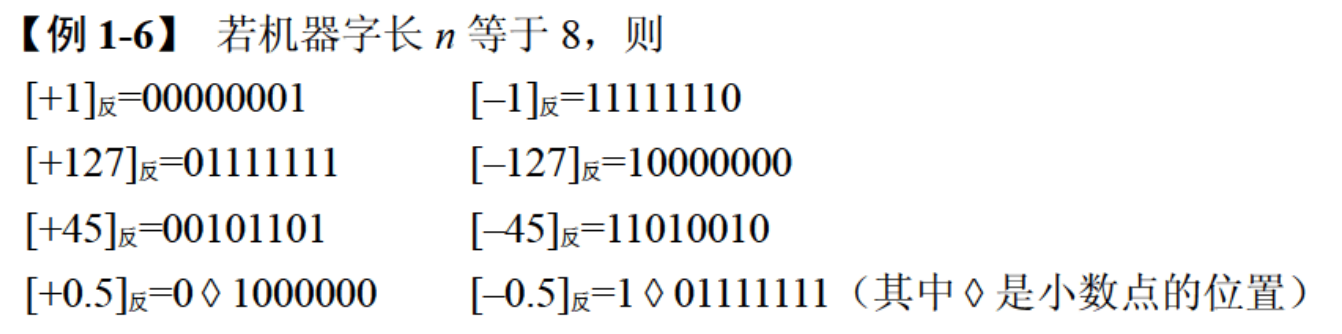 【例 1-6】 若机器字长 n 等于 8，则
[+1]反=00000001 [–1]反=11111110
[+127]反=01111111 [–127]反=10000000
[+45]反=00101101 [–45]反=11010010
[+0.5]反=0◊1000000 [–0.5]反=1◊01111111（其中◊是小数点的位置）